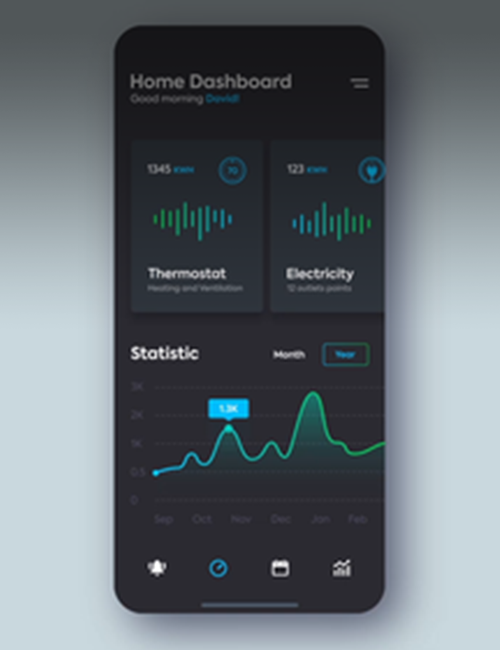 Home Dashboard
Good morning David!
1345 KWH
70
123 KWH
Thermostat
Heating and Ventilation
Electricity
12 outlets points
Statistic
Month
Year
3K
2K
1K
0.5
0
1.3K
Sep Oct Nov Dec Jan Feb